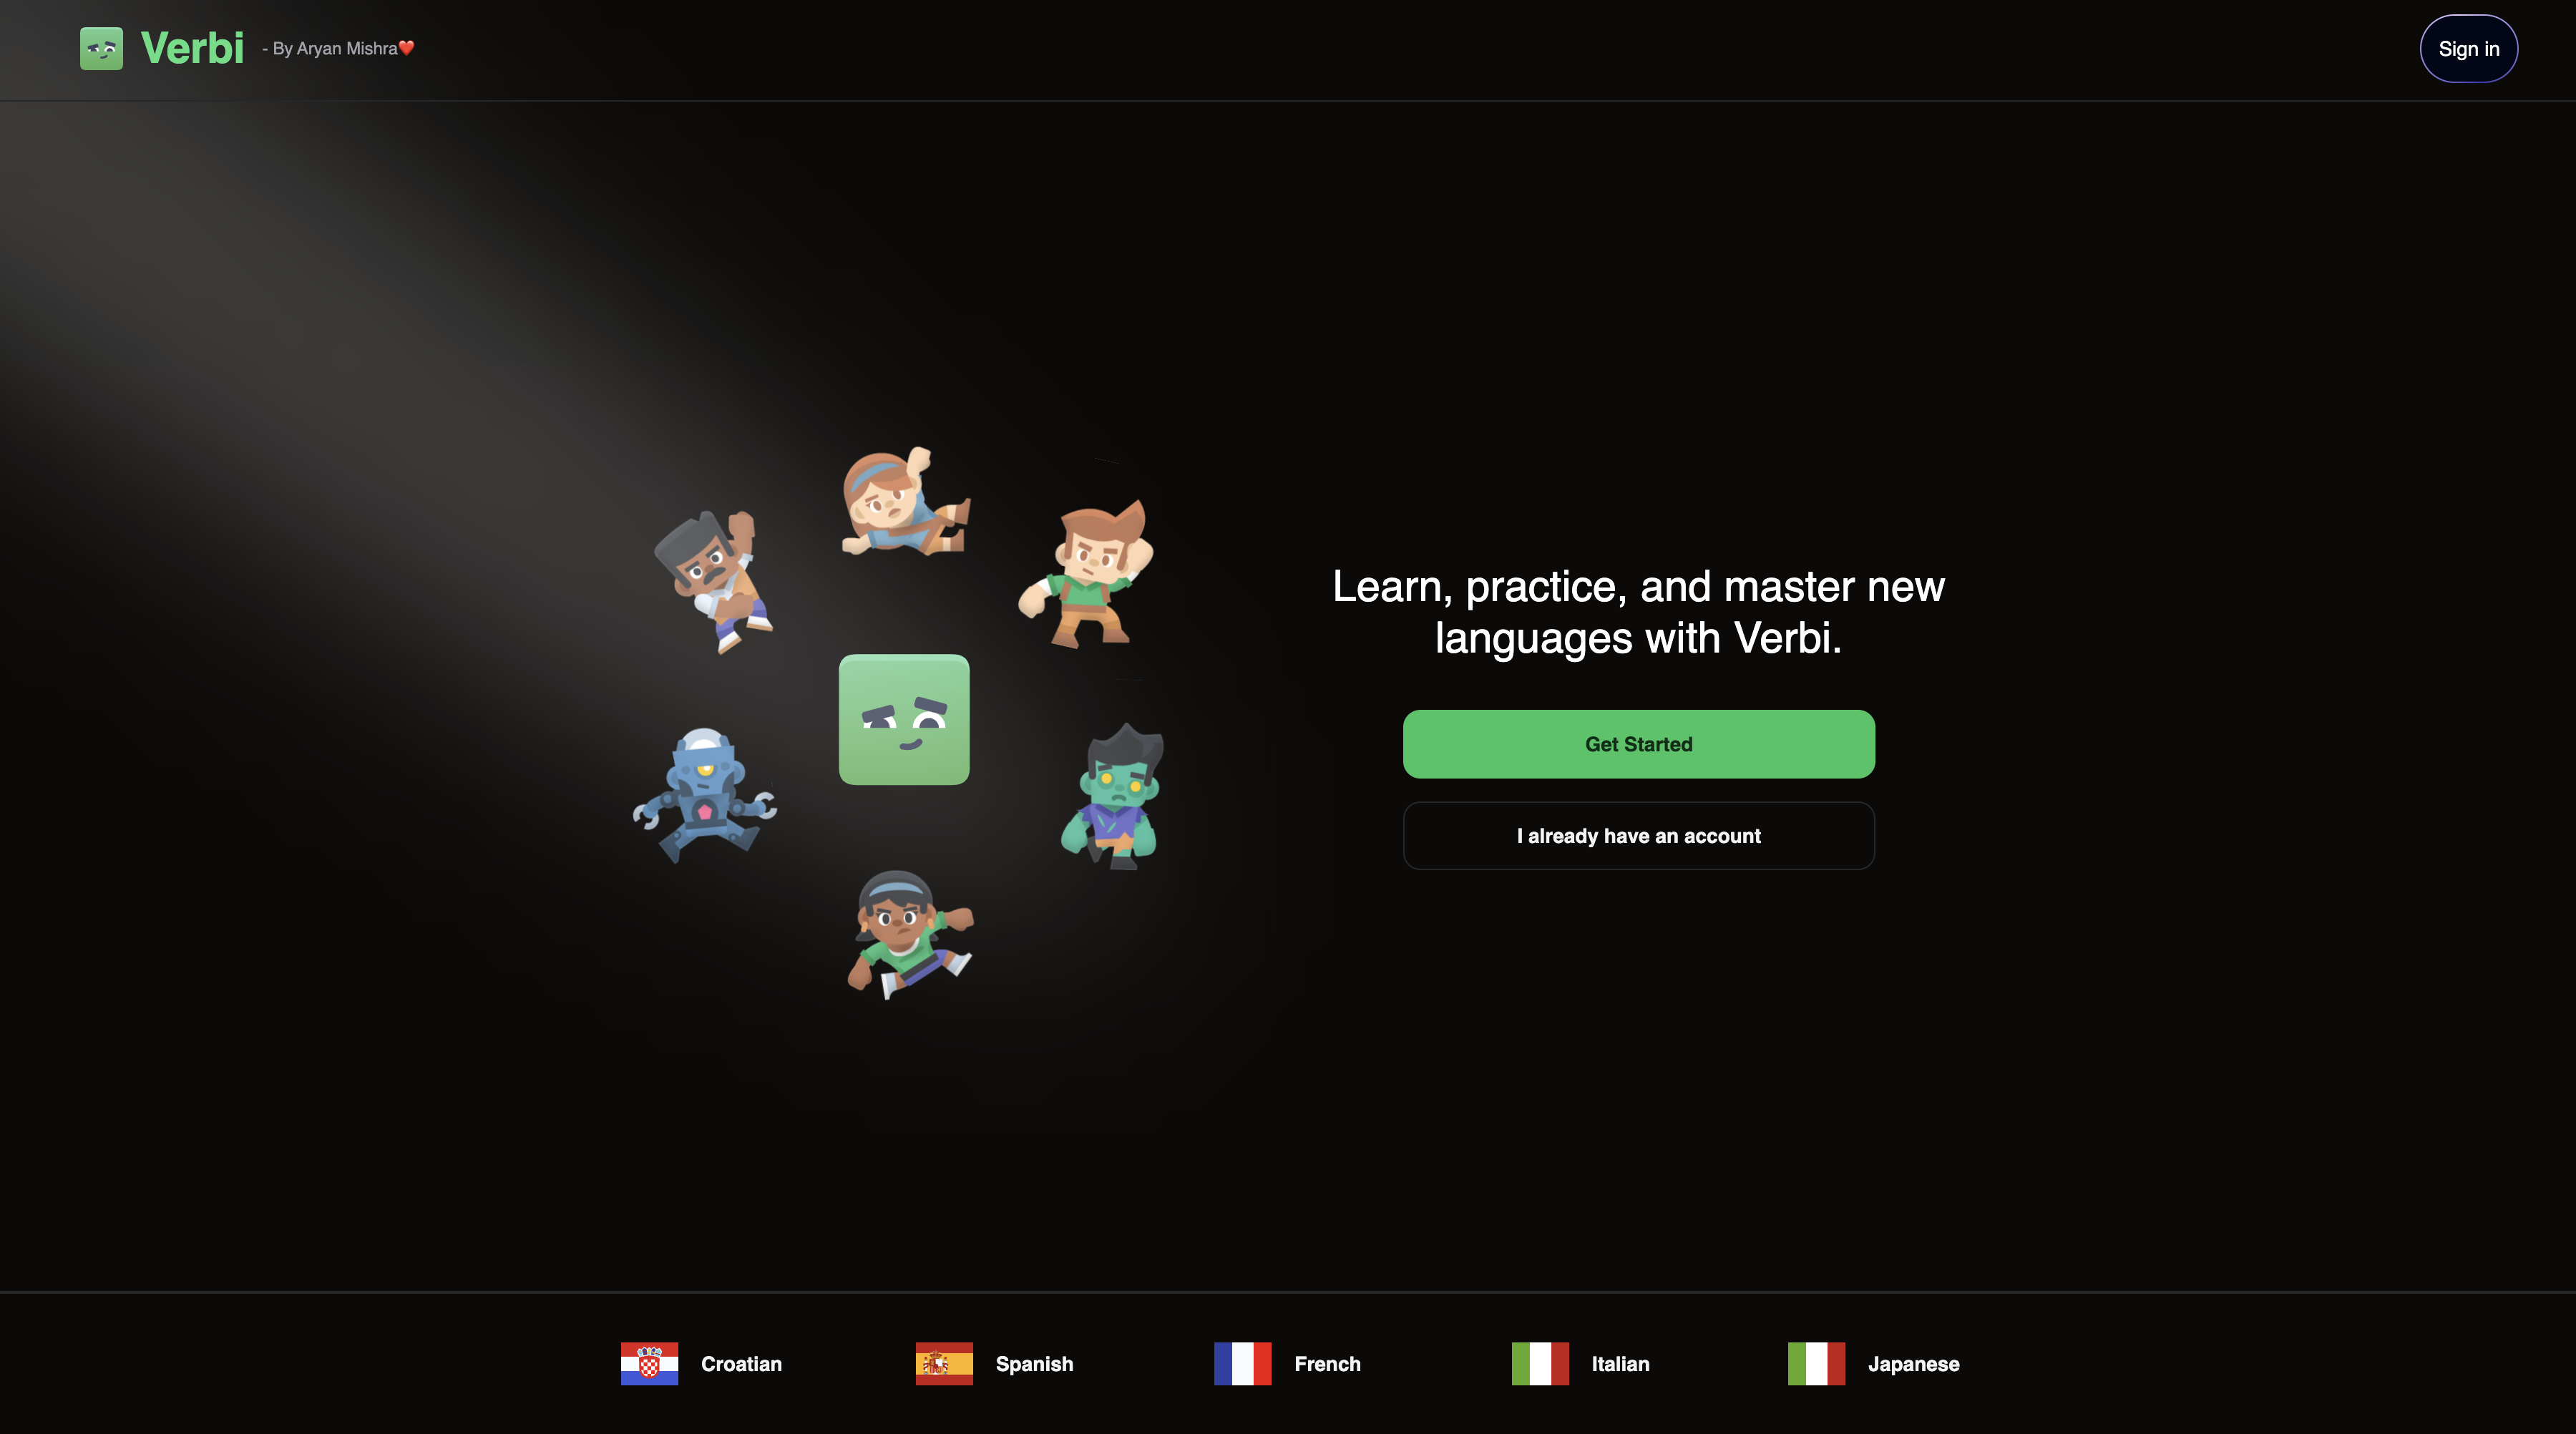 Verbi
- By Aryan Mishra❤️
Sign in
Learn, practice, and master new
languages with Verbi.
Get Started
I already have an account
Croatian
Spanish
French
Italian
Japanese